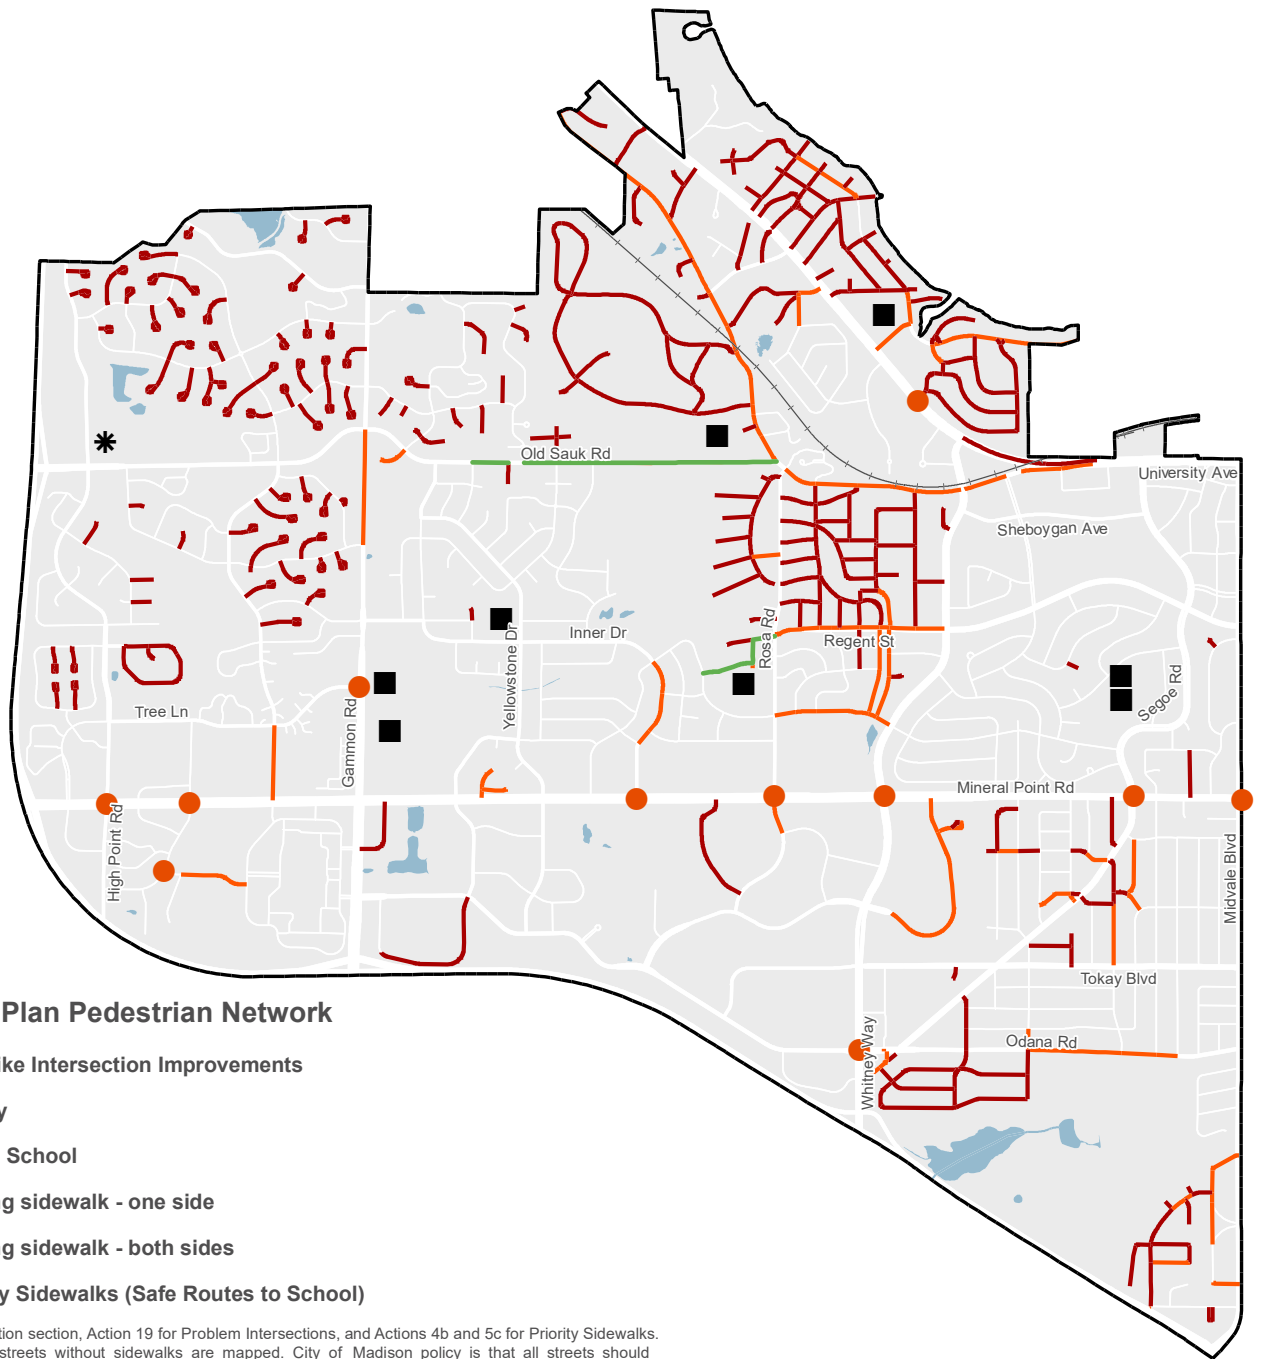 Old Sauk Rd
University Ave
Sheboygan Ave
Inner Dr
Rosa Rd
Regent St
Yellowstone Dr
Segoe Rd
Tree Ln
Gammon Rd
Mineral Point Rd
High Point Rd
Midvale Blvd
Tokay Blvd
Whitney Way
Odana Rd
Plan Pedestrian Network
ike Intersection Improvements
y
School
g sidewalk - one side
g sidewalk - both sides
y Sidewalks (Safe Routes to School)
tion section, Action 19 for Problem Intersections, and Actions 4b and 5c for Priority Sidewalks.
streets without sidewalks are mapped. City of Madison policy is that all streets should